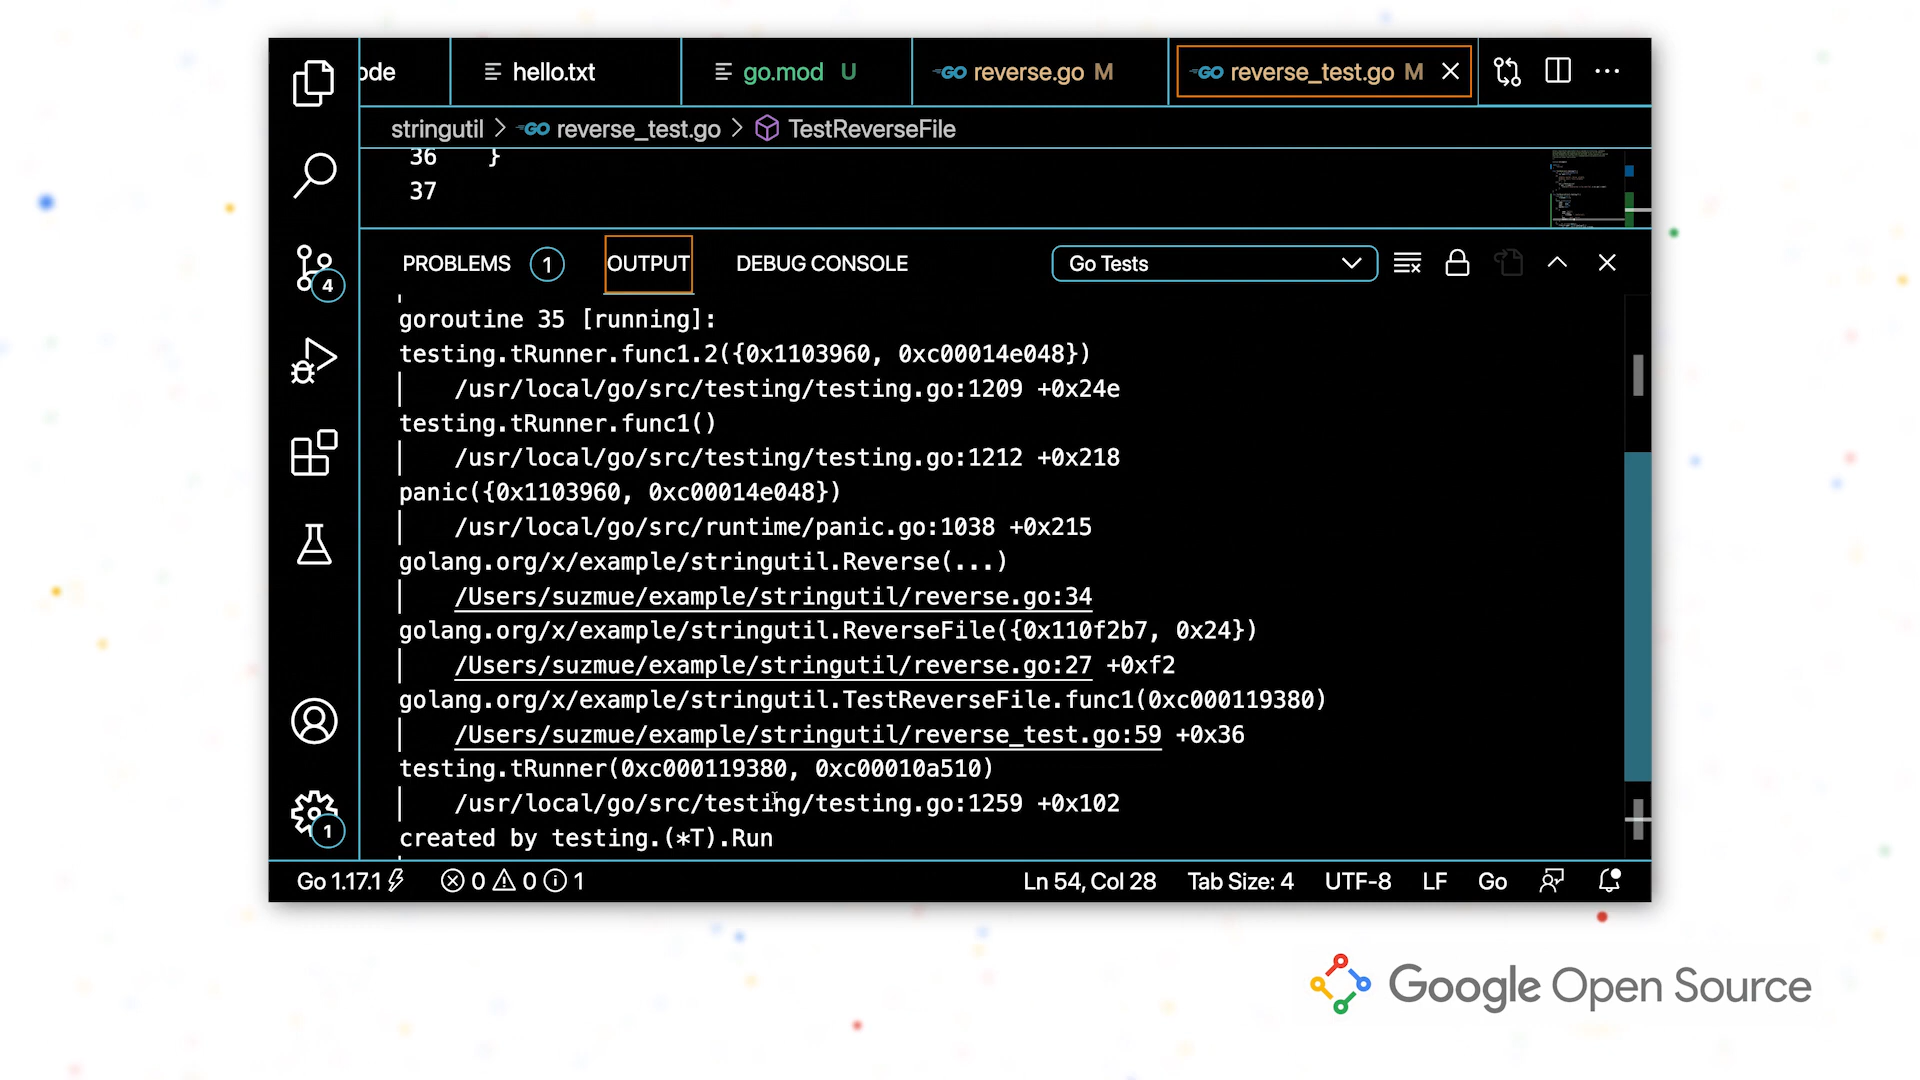 ode hello.txt go.mod U GO reverse.go M GO reverse_test.go M
stringutil > GO reverse_test.go > TestReverseFile
36 }
37
PROBLEMS 1 OUTPUT DEBUG CONSOLE Go Tests
goroutine 35 [running]:
testing.tRunner.func1.2({0x1103960, 0xc00014e048})
/usr/local/go/src/testing/testing.go:1209 +0x24e
testing.tRunner.func1()
/usr/local/go/src/testing/testing.go:1212 +0x218
panic({0x1103960, 0xc00014e048})
/usr/local/go/src/runtime/panic.go:1038 +0x215
golang.org/x/example/stringutil.Reverse(...)
/Users/suzmue/example/stringutil/reverse.go:34
golang.org/x/example/stringutil.ReverseFile({0x110f2b7, 0x24})
/Users/suzmue/example/stringutil/reverse.go:27 +0xf2
golang.org/x/example/stringutil.TestReverseFile.func1(0xc000119380)
/Users/suzmue/example/stringutil/reverse_test.go:59 +0x36
testing.tRunner(0xc000119380, 0xc00010a510)
/usr/local/go/src/testing/testing.go:1259 +0x102
created by testing.(*T).Run
4
1
Go 1.17.1 0 0 1 Ln 54, Col 28 Tab Size: 4 UTF-8 LF Go
Google Open Source